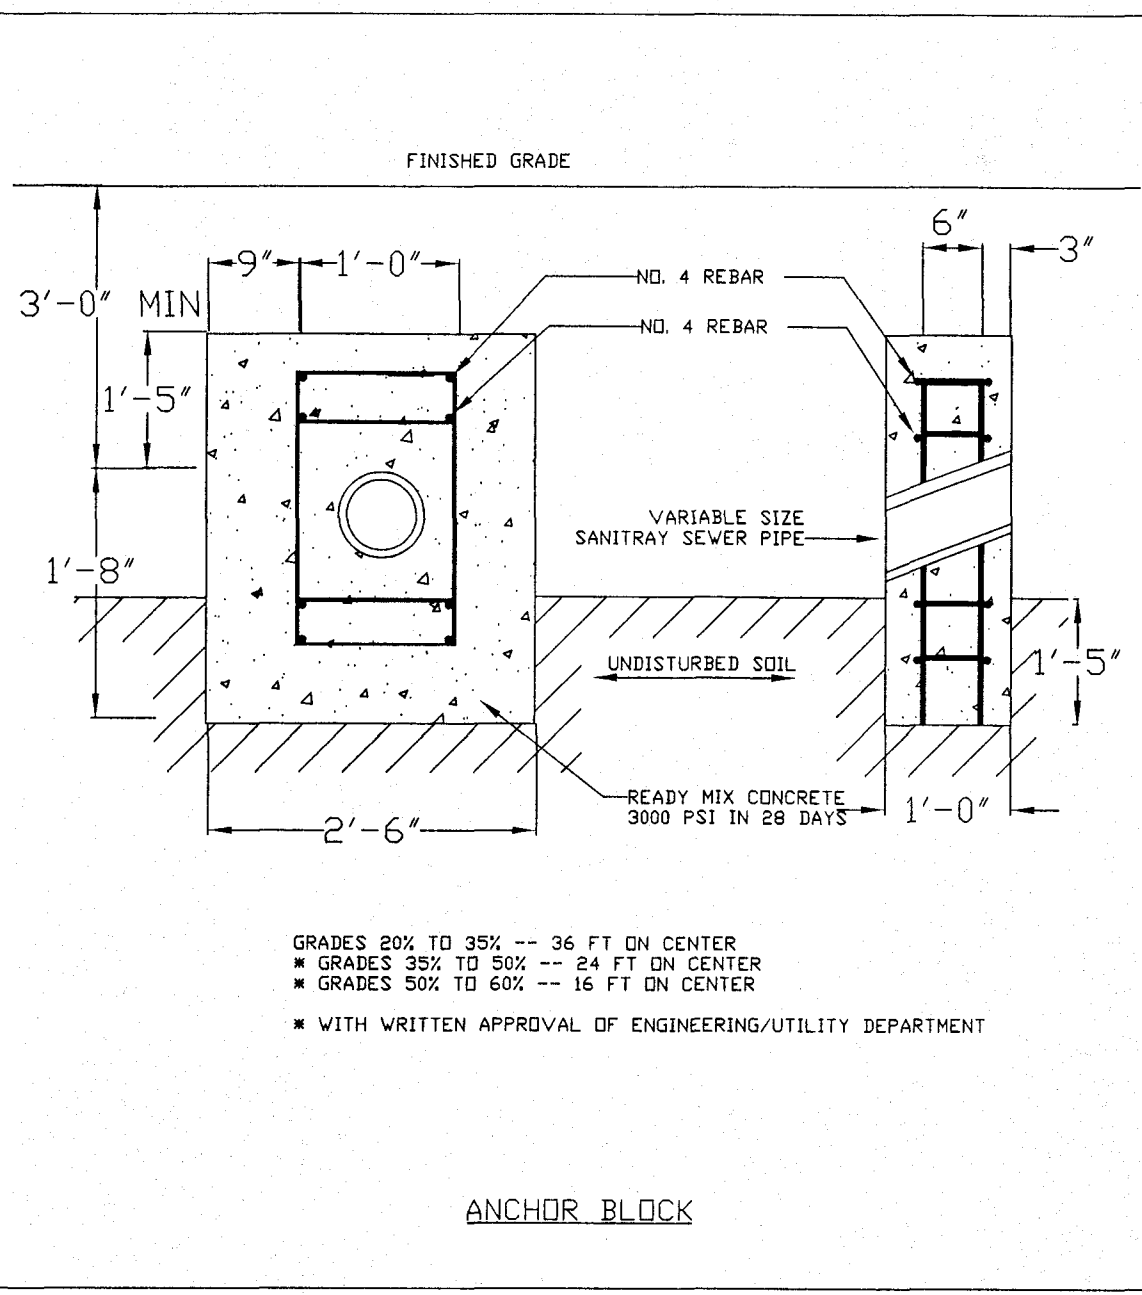 FINISHED GRADE
6"
3"
9"
1'-0"
NO. 4 REBAR
3'-0" MIN
NO. 4 REBAR
1'-5"
VARIABLE SIZE
SANITRAY SEWER PIPE
1'-8"
UNDISTURBED SOIL
1'-5"
READY MIX CONCRETE
3000 PSI IN 28 DAYS
1'-0"
2'-6"
GRADES 20% TO 35% -- 36 FT ON CENTER
* GRADES 35% TO 50% -- 24 FT ON CENTER
* GRADES 50% TO 60% -- 16 FT ON CENTER
* WITH WRITTEN APPROVAL OF ENGINEERING/UTILITY DEPARTMENT
ANCHOR BLOCK